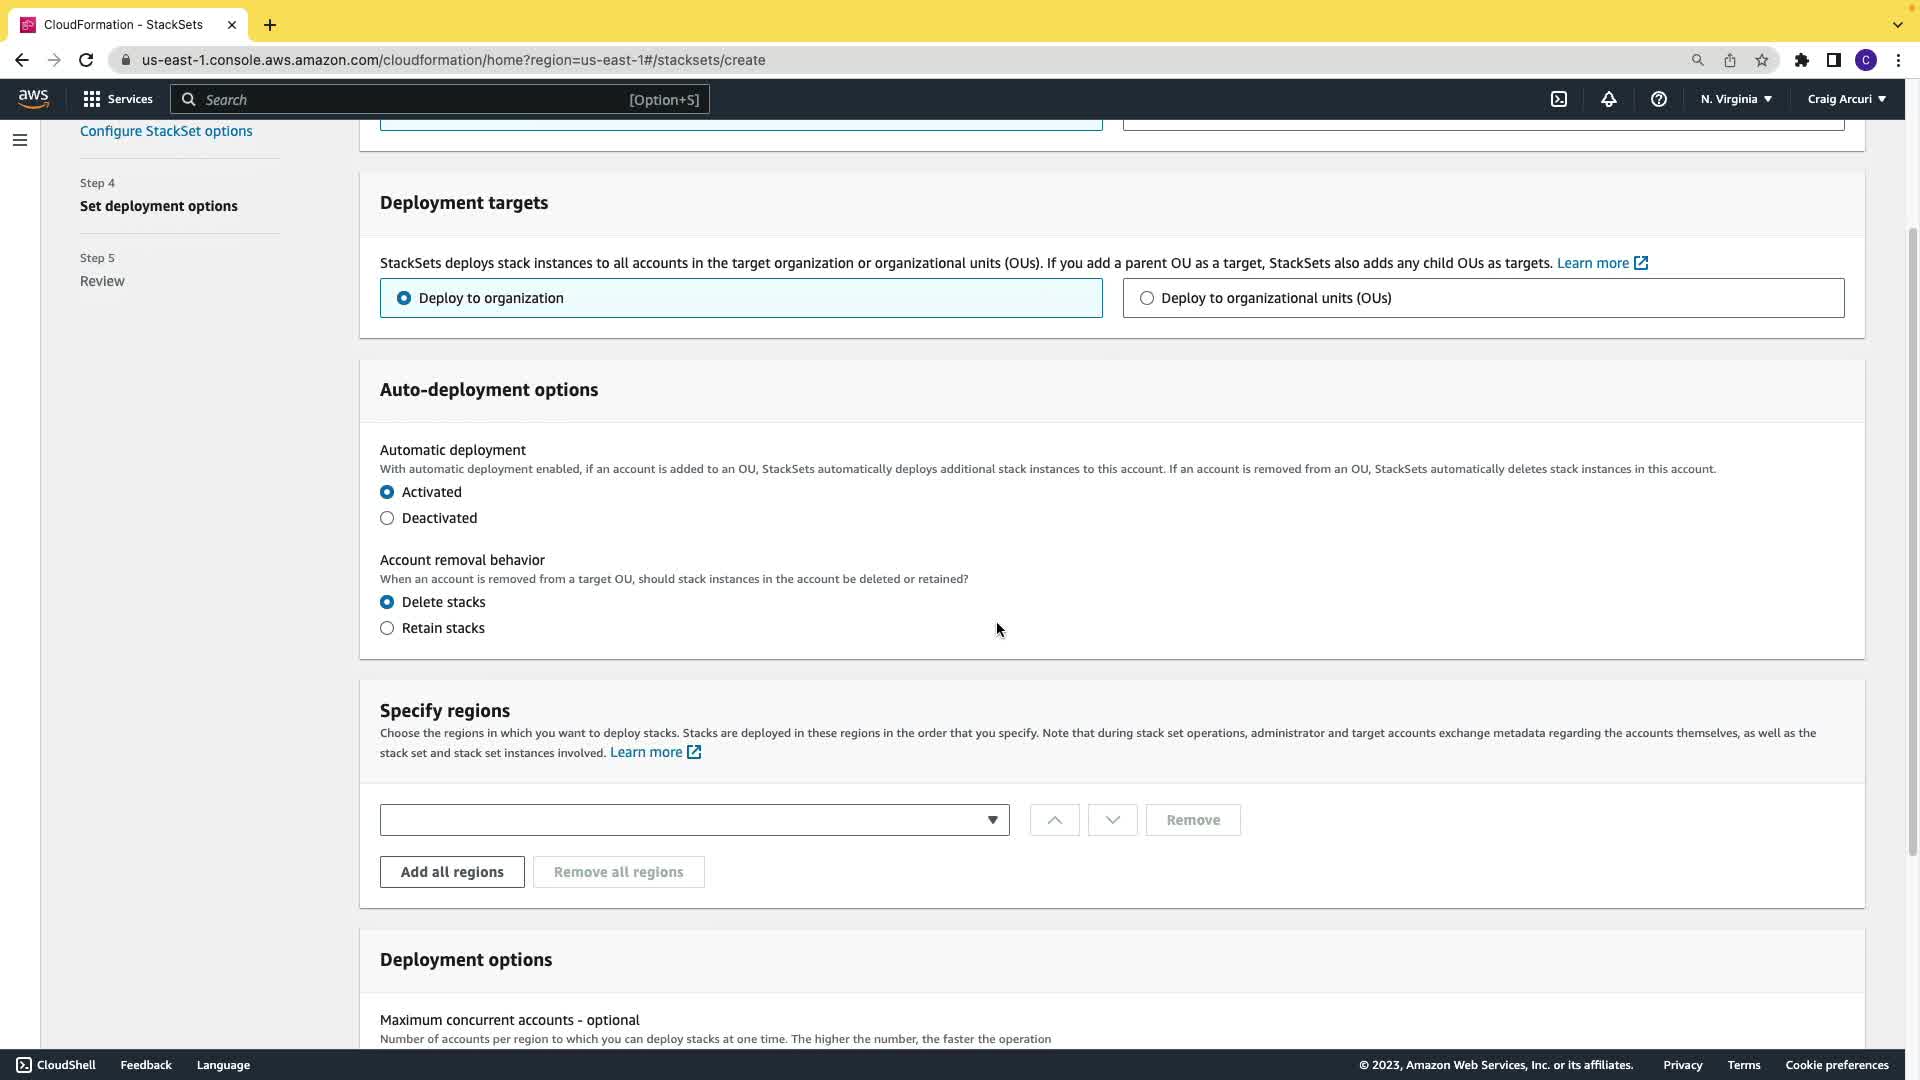 CloudFormation - StackSets
us-east-1.console.aws.amazon.com/cloudformation/home?region=us-east-1#/stacksets/create
C
aws
Services
Search
[Option+S]
N. Virginia
Craig Arcuri
Configure StackSet options
Step 4
Set deployment options
Step 5
Review
Deployment targets
StackSets deploys stack instances to all accounts in the target organization or organizational units (OUs). If you add a parent OU as a target, StackSets also adds any child OUs as targets. Learn more
Deploy to organization
Deploy to organizational units (OUs)
Auto-deployment options
Automatic deployment
With automatic deployment enabled, if an account is added to an OU, StackSets automatically deploys additional stack instances to this account. If an account is removed from an OU, StackSets automatically deletes stack instances in this account.
Activated
Deactivated
Account removal behavior
When an account is removed from a target OU, should stack instances in the account be deleted or retained?
Delete stacks
Retain stacks
Specify regions
Choose the regions in which you want to deploy stacks. Stacks are deployed in these regions in the order that you specify. Note that during stack set operations, administrator and target accounts exchange metadata regarding the accounts themselves, as well as the
stack set and stack set instances involved. Learn more
Remove
Add all regions
Remove all regions
Deployment options
Maximum concurrent accounts - optional
Number of accounts per region to which you can deploy stacks at one time. The higher the number, the faster the operation
CloudShell
Feedback
Language
© 2023, Amazon Web Services, Inc. or its affiliates.
Privacy
Terms
Cookie preferences